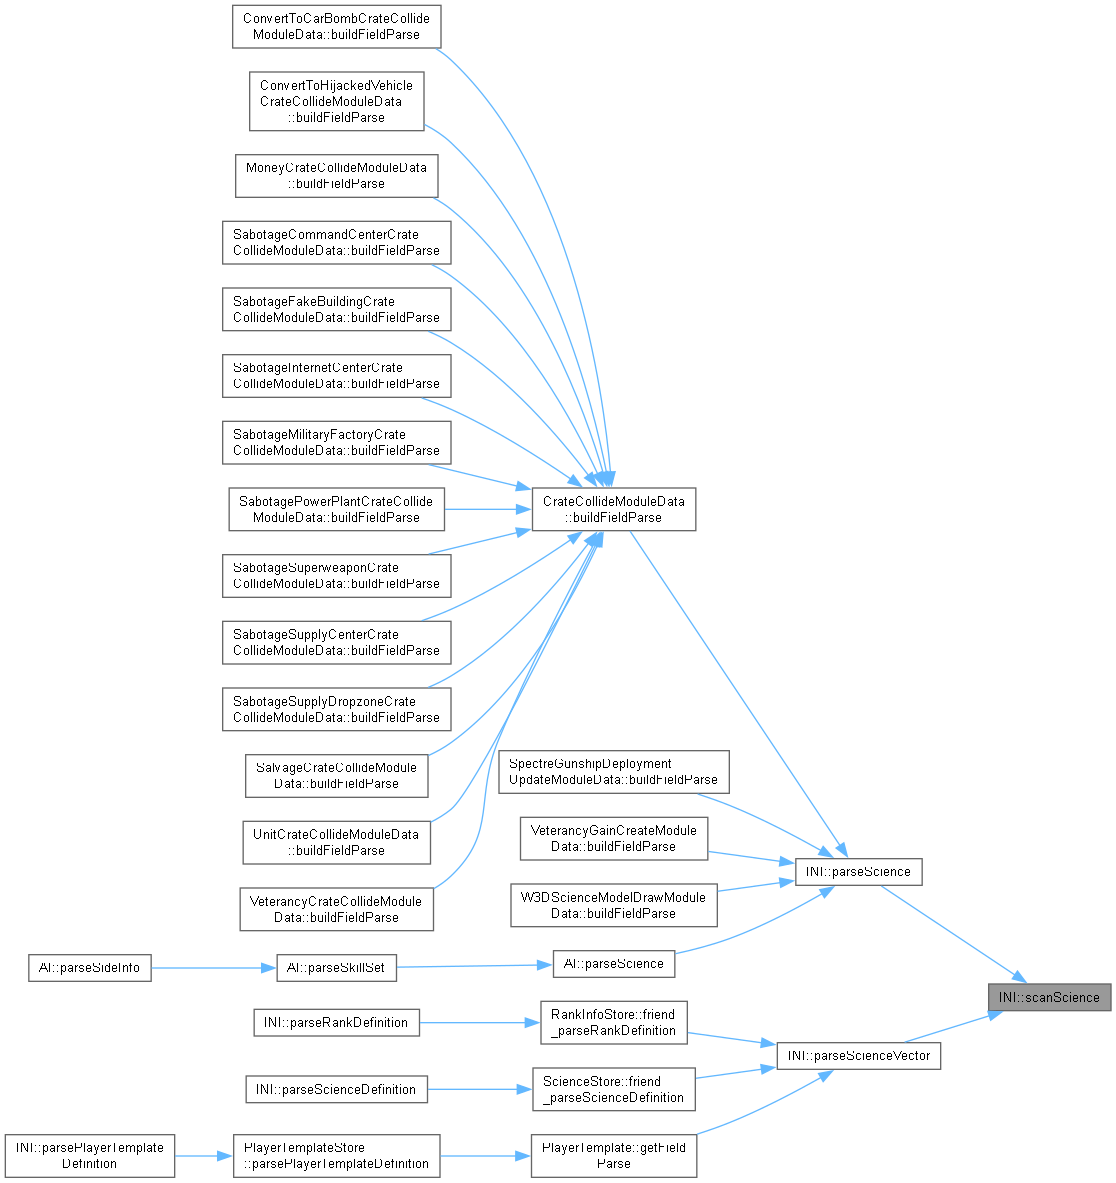 ConvertToCarBombCrateCollide
ModuleData::buildFieldParse
ConvertToHijackedVehicle
CrateCollideModuleData
::buildFieldParse
MoneyCrateCollideModuleData
::buildFieldParse
SabotageCommandCenterCrate
CollideModuleData::buildFieldParse
SabotageFakeBuildingCrate
CollideModuleData::buildFieldParse
SabotageInternetCenterCrate
CollideModuleData::buildFieldParse
SabotageMilitaryFactoryCrate
CollideModuleData::buildFieldParse
SabotagePowerPlantCrateCollide
ModuleData::buildFieldParse
CrateCollideModuleData
::buildFieldParse
SabotageSuperweaponCrate
CollideModuleData::buildFieldParse
SabotageSupplyCenterCrate
CollideModuleData::buildFieldParse
SabotageSupplyDropzoneCrate
CollideModuleData::buildFieldParse
SalvageCrateCollideModule
Data::buildFieldParse
SpectreGunshipDeployment
UpdateModuleData::buildFieldParse
UnitCrateCollideModuleData
::buildFieldParse
VeterancyGainCreateModule
Data::buildFieldParse
INI::parseScience
VeterancyCrateCollideModule
Data::buildFieldParse
W3DScienceModelDrawModule
Data::buildFieldParse
AI::parseSideInfo
AI::parseSkillSet
AI::parseScience
INI::scanScience
INI::parseRankDefinition
RankInfoStore::friend
_parseRankDefinition
INI::parseScienceVector
INI::parseScienceDefinition
ScienceStore::friend
_parseScienceDefinition
INI::parsePlayerTemplate
Definition
PlayerTemplateStore
::parsePlayerTemplateDefinition
PlayerTemplate::getField
Parse